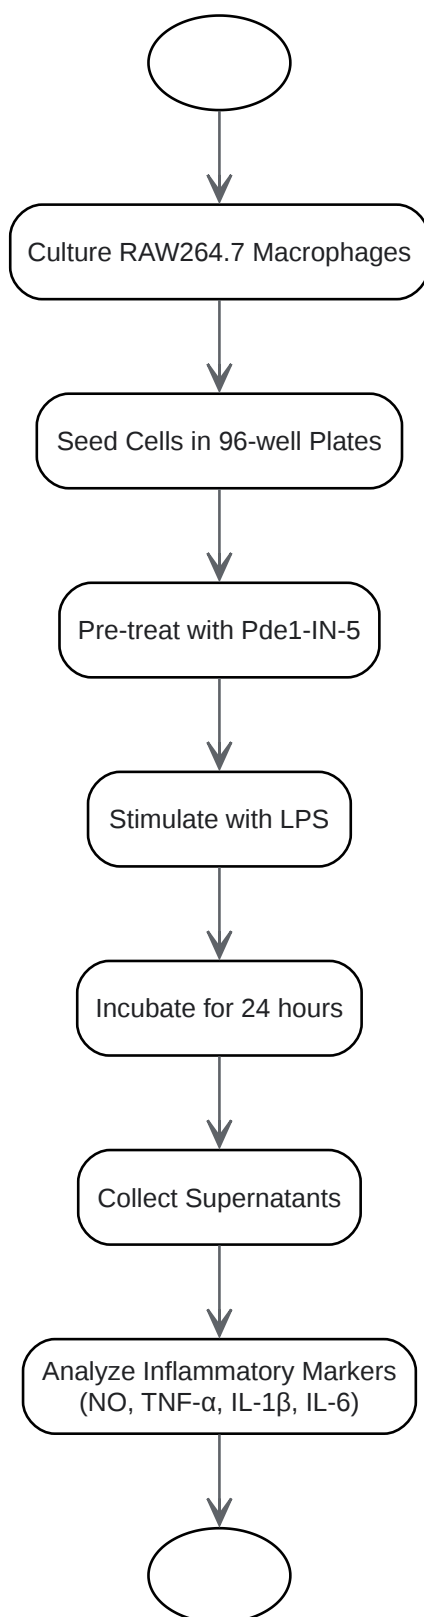 Culture RAW264.7 Macrophages
Seed Cells in 96-well Plates
Pre-treat with Pde1-IN-5
Stimulate with LPS
Incubate for 24 hours
Collect Supernatants
Analyze Inflammatory Markers
(NO, TNF-α, IL-1β, IL-6)